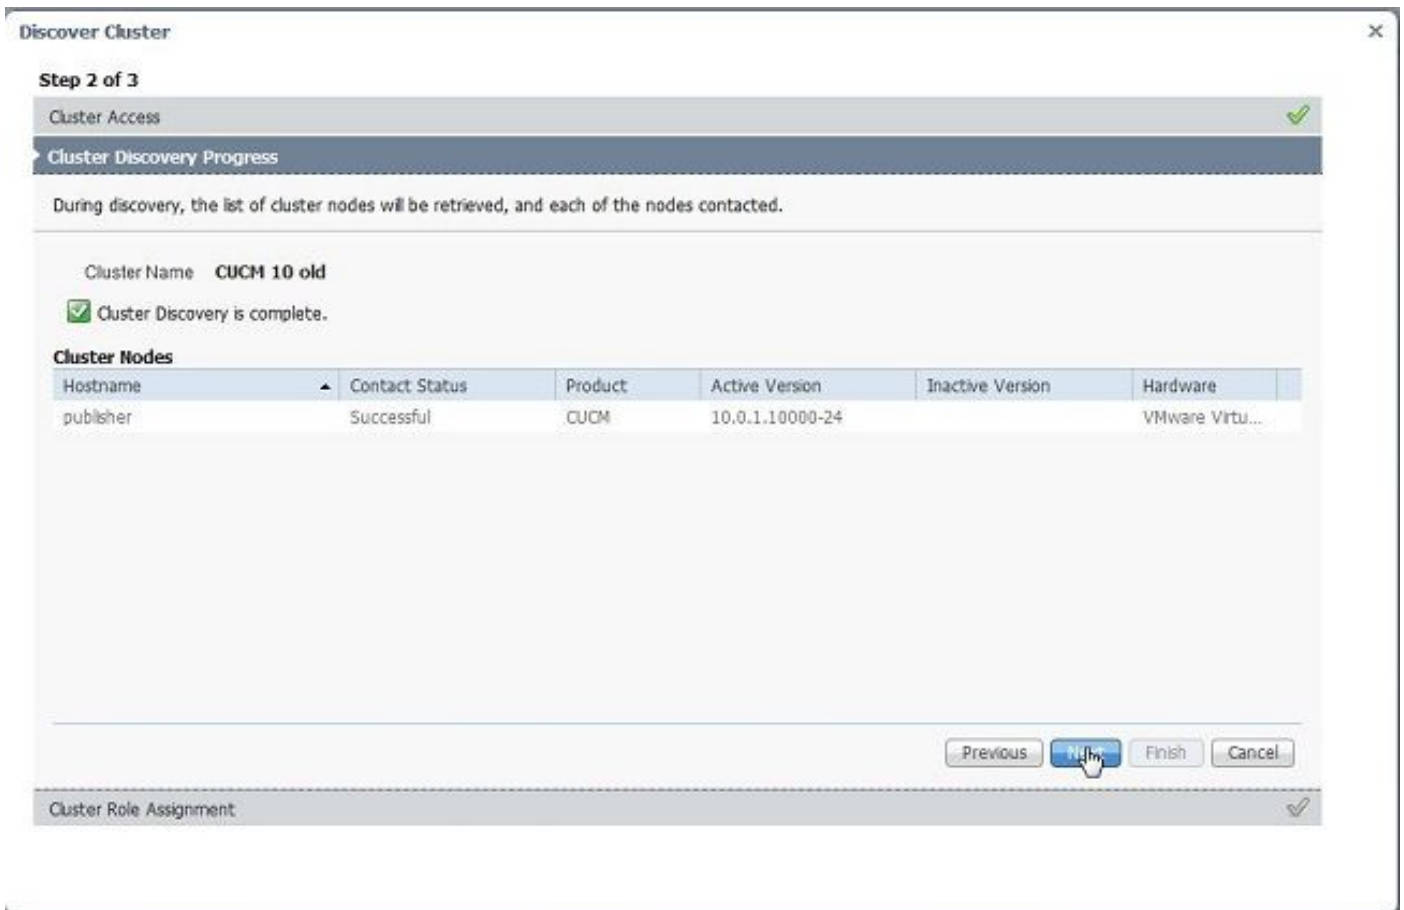 Discover Cluster
Step 2 of 3
Cluster Access
Cluster Discovery Progress
During discovery, the list of cluster nodes will be retrieved, and each of the nodes contacted.
Cluster Name CUCM 10 old
Cluster Discovery is complete.
Cluster Nodes
Hostname Contact Status Product Active Version Inactive Version Hardware
publisher Successful CUCM 10.0.1.10000-24 VMware Virtu...
Previous Next Finish Cancel
Cluster Role Assignment